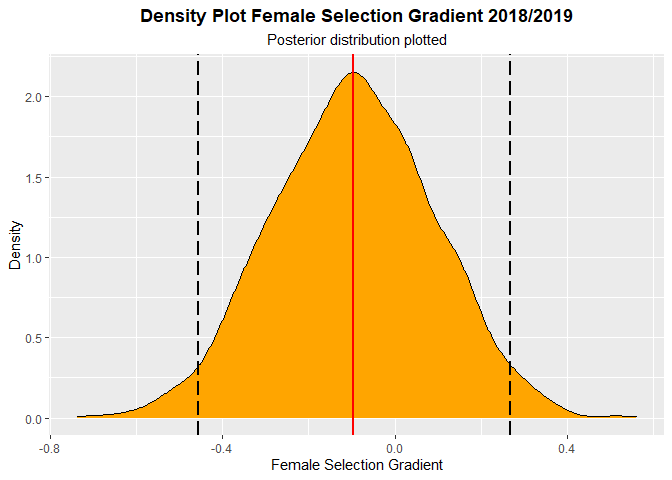 Density Plot Female Selection Gradient 2018/2019
Posterior distribution plotted
2.0
1.5
1.0
0.5
0.0
Density
-0.8
-0.4
0.0
0.4
Female Selection Gradient